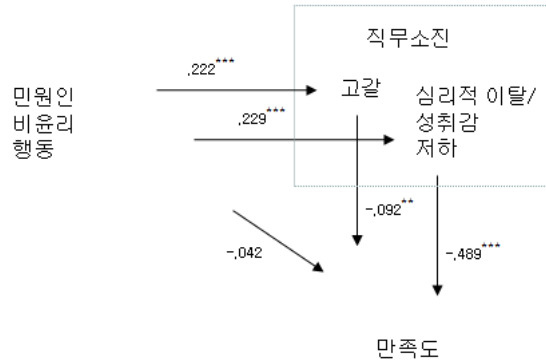 직무소진
.222***
고갈
심리적 이탈/
성취감
저하
민원인
비윤리
행동
.229***
-.092**
-.042
-.489***
만족도